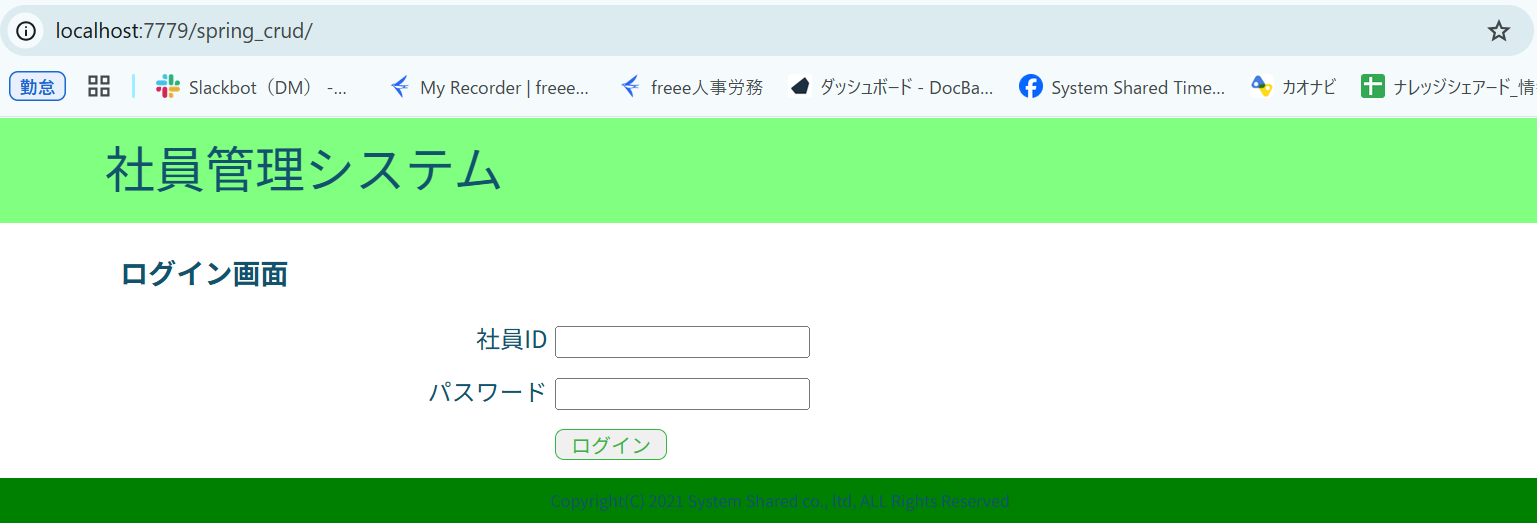 localhost:7779/spring_crud/
勤怠 Slackbot（DM） -... My Recorder | freee... freee人事労務 ダッシュボード - DocBa... System Shared Time... カオナビ ナレッジシェアード_情
社員管理システム
ログイン画面
社員ID
パスワード
ログイン
Copyright(C) 2021 System Shared co., ltd, ALL Rights Reserved